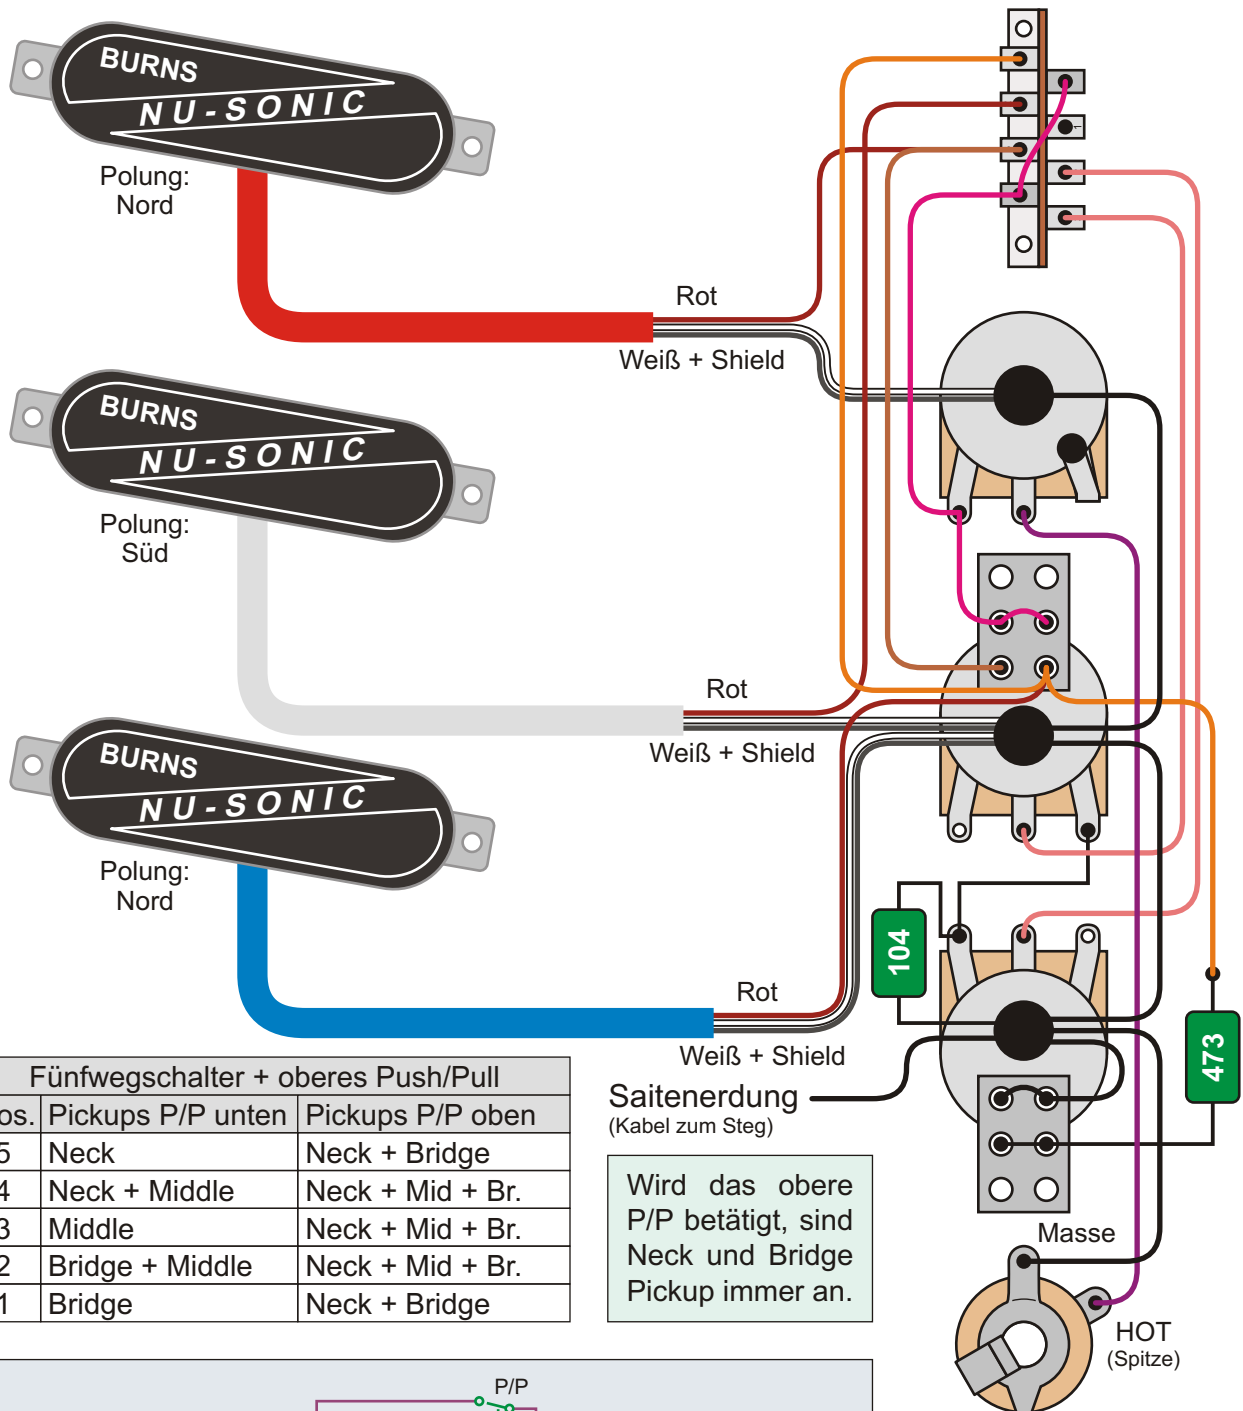 BURNS
NU-SONIC
Polung:
Nord
Rot
Weiß + Shield
BURNS
NU-SONIC
Polung:
Süd
Rot
Weiß + Shield
BURNS
NU-SONIC
Polung:
Nord
Rot
Weiß + Shield
104
473
Saitenerdung
(Kabel zum Steg)
Fünfwegschalter + oberes Push/Pull
os. Pickups P/P unten Pickups P/P oben
5 Neck Neck + Bridge
4 Neck + Middle Neck + Mid + Br.
3 Middle Neck + Mid + Br.
2 Bridge + Middle Neck + Mid + Br.
1 Bridge Neck + Bridge
Wird das obere
P/P betätigt, sind
Neck und Bridge
Pickup immer an.
Masse
HOT
(Spitze)
P/P